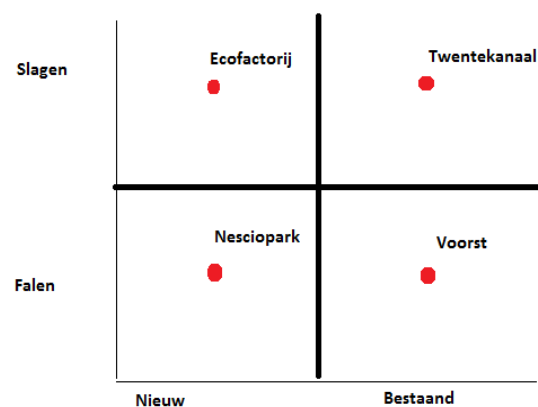 Ecofactorij
Twentekanaal
Slagen
Nesciopark
Voorst
Falen
Nieuw
Bestaand